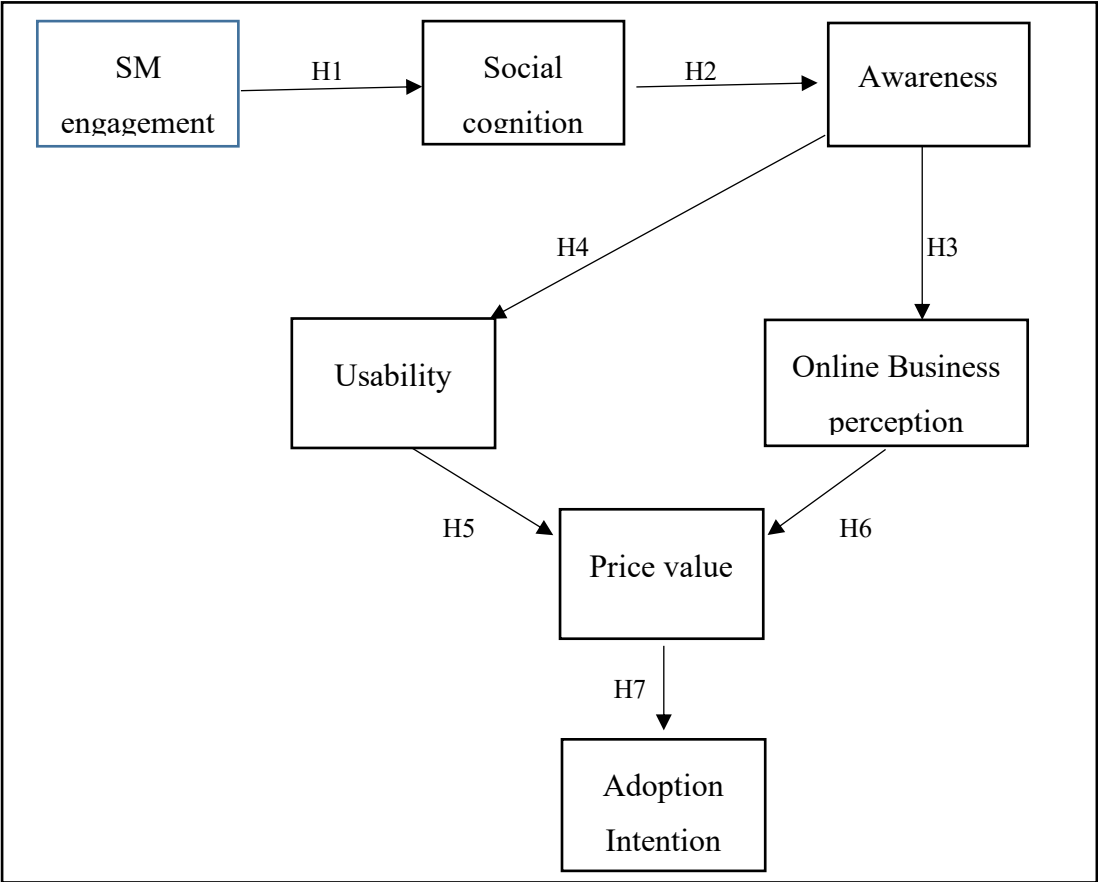 SM
engagement
H1
Social
cognition
H2
Awareness
H4
H3
Usability
Online Business
perception
H5
H6
Price value
H7
Adoption
Intention